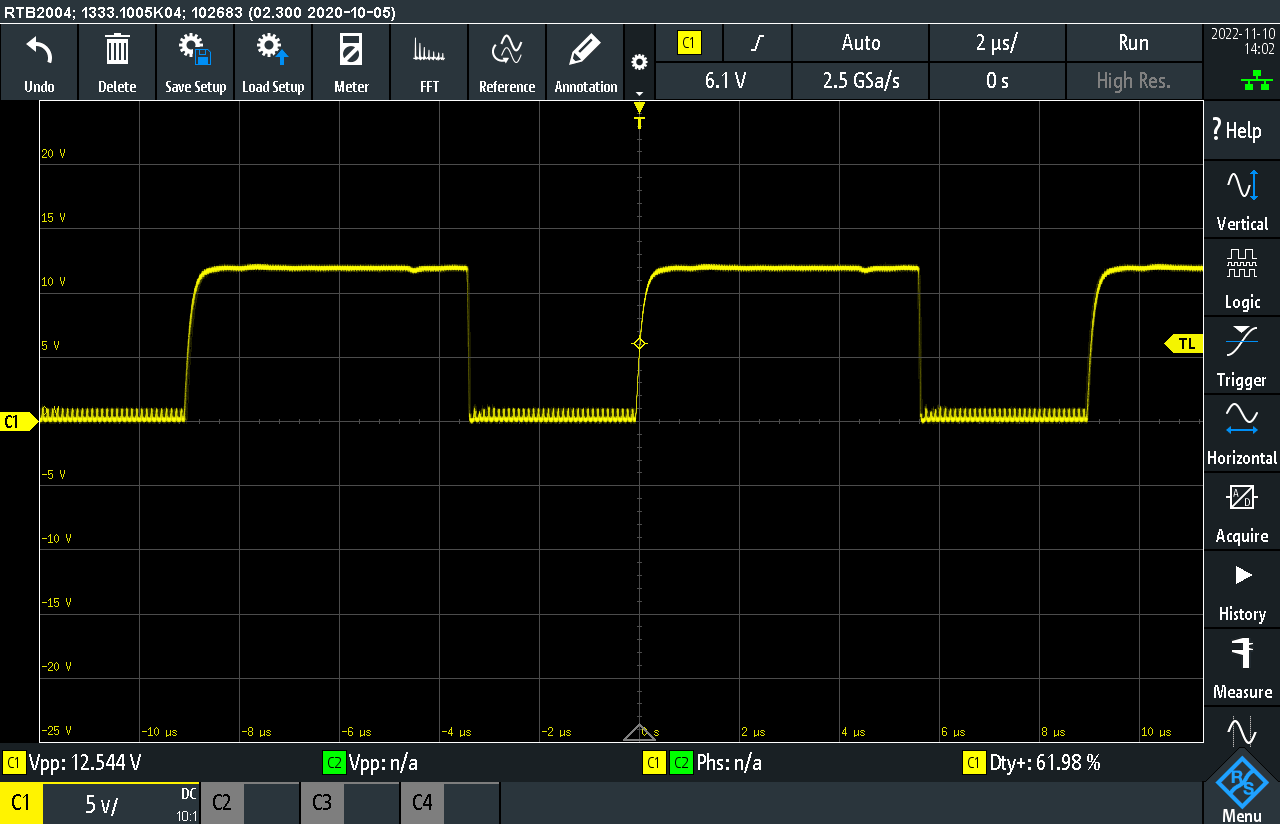 RTB2004; 1333.1005K04; 102683 (02.300 2020-10-05)
Undo
Delete
Save Setup
Load Setup
Meter
FFT
Reference
Annotation
C1
Auto
2 µs/
Run
6.1 V
2.5 GSa/s
0 s
High Res.
2022-11-10
14:02
T
20 V
15 V
10 V
5 V
0 V
-5 V
-10 V
-15 V
-20 V
-25 V
C1
TL
-10 µs
-8 µs
-6 µs
-4 µs
-2 µs
0 s
2 µs
4 µs
6 µs
8 µs
10 µs
? Help
Vertical
Logic
Trigger
Horizontal
A/D
Acquire
History
Measure
R&S
Menu
C1 Vpp: 12.544 V
C2 Vpp: n/a
C1 C2 Phs: n/a
C1 Dty+: 61.98 %
C1
5 v/
DC
10:1
C2
C3
C4